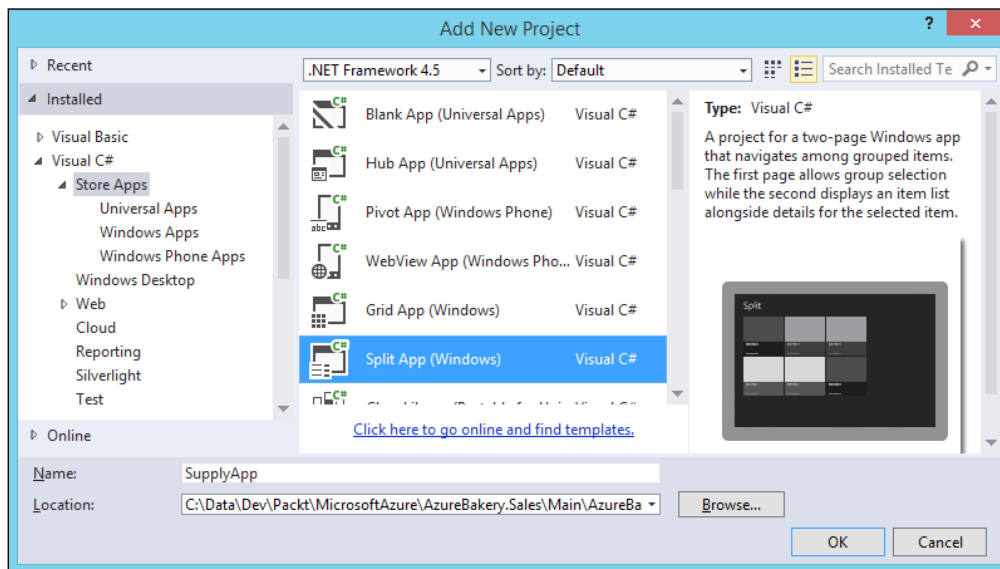 Add New Project
?
Recent
.NET Framework 4.5
Sort by:
Default
Search Installed Te
Installed
Visual Basic
Visual C#
Store Apps
Universal Apps
Windows Apps
Windows Phone Apps
Windows Desktop
Web
Cloud
Reporting
Silverlight
Test
Online
C#
Blank App (Universal Apps) Visual C#
C#
Hub App (Universal Apps) Visual C#
C#
abc
Pivot App (Windows Phone) Visual C#
C#
WebView App (Windows Pho... Visual C#
C#
Grid App (Windows) Visual C#
C#
Split App (Windows) Visual C#
C#
Click here to go online and find templates.
Type: Visual C#
A project for a two-page Windows app
that navigates among grouped items.
The first page allows group selection
while the second displays an item list
alongside details for the selected item.
Split
Name: SupplyApp
Location: C:\Data\Dev\Packt\MicrosoftAzure\AzureBakery.Sales\Main\AzureBa
Browse...
OK
Cancel